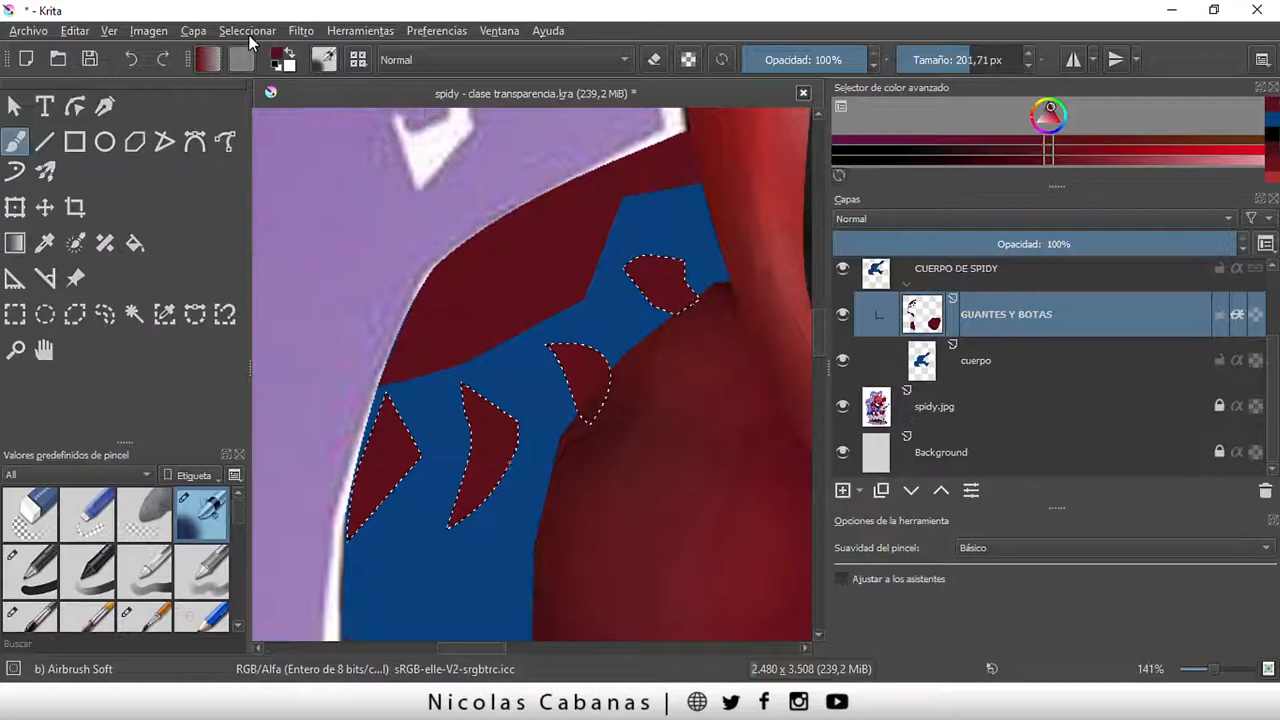 * - Krita
Archivo Editar Ver Imagen Capa Seleccionar Filtro Herramientas Preferencias Ventana Ayuda
Normal
Opacidad: 100%
Tamaño: 201,71 px
spidy - clase transparencia.kra (239,2 MiB) *
Selector de color avanzado
Capas
Normal
Opacidad: 100%
CUERPO DE SPIDY
GUANTES Y BOTAS
cuerpo
spidy.jpg
Background
Valores predefinidos de pincel
All
Etiqueta
Opciones de la herramienta
Suavidad del pincel: Básico
Ajustar a los asistentes
Buscar
b) Airbrush Soft
RGB/Alfa (Entero de 8 bits/c...l) sRGB-elle-V2-srgbtrc.icc
2.480 x 3.508 (239,2 MiB)
141%
Nicolas Cabanas |